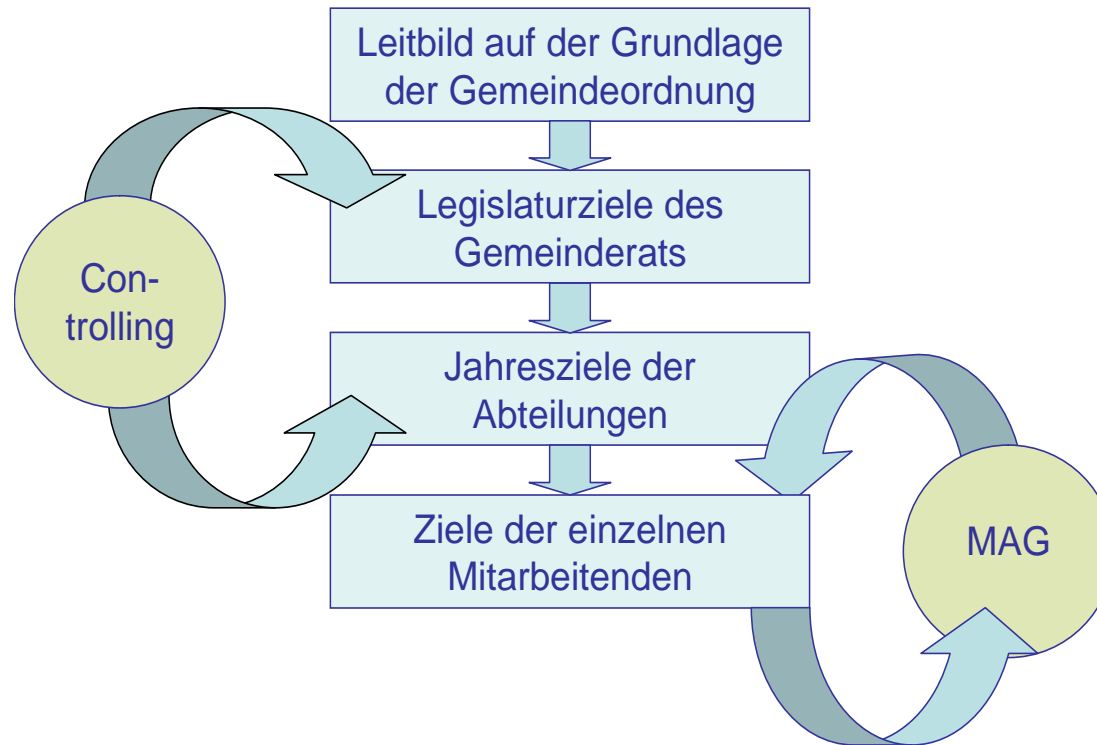 Leitbild auf der Grundlage
der Gemeindeordnung
Legislaturziele des
Gemeinderats
Con-
trolling
Jahresziele der
Abteilungen
Ziele der einzelnen
Mitarbeitenden
MAG